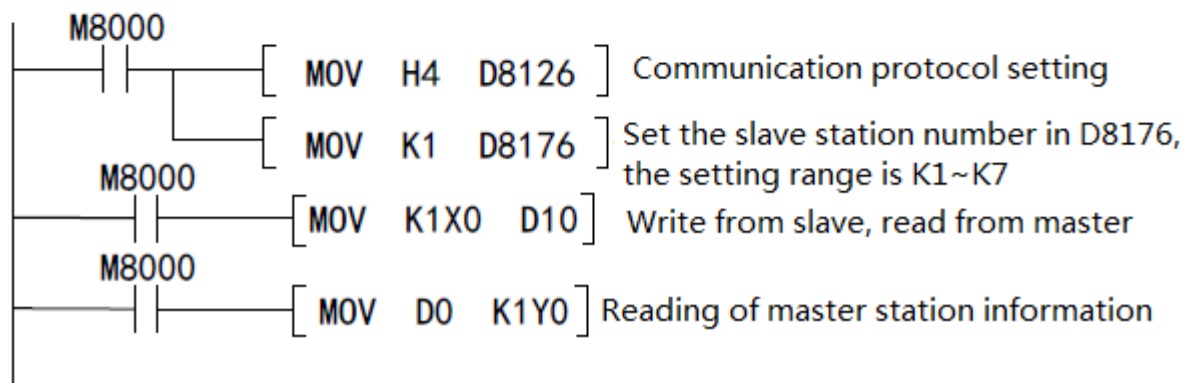 M8000
MOV H4 D8126 Communication protocol setting
MOV K1 D8176 Set the slave station number in D8176,
the setting range is K1~K7
M8000
MOV K1X0 D10 Write from slave, read from master
M8000
MOV D0 K1Y0 Reading of master station information